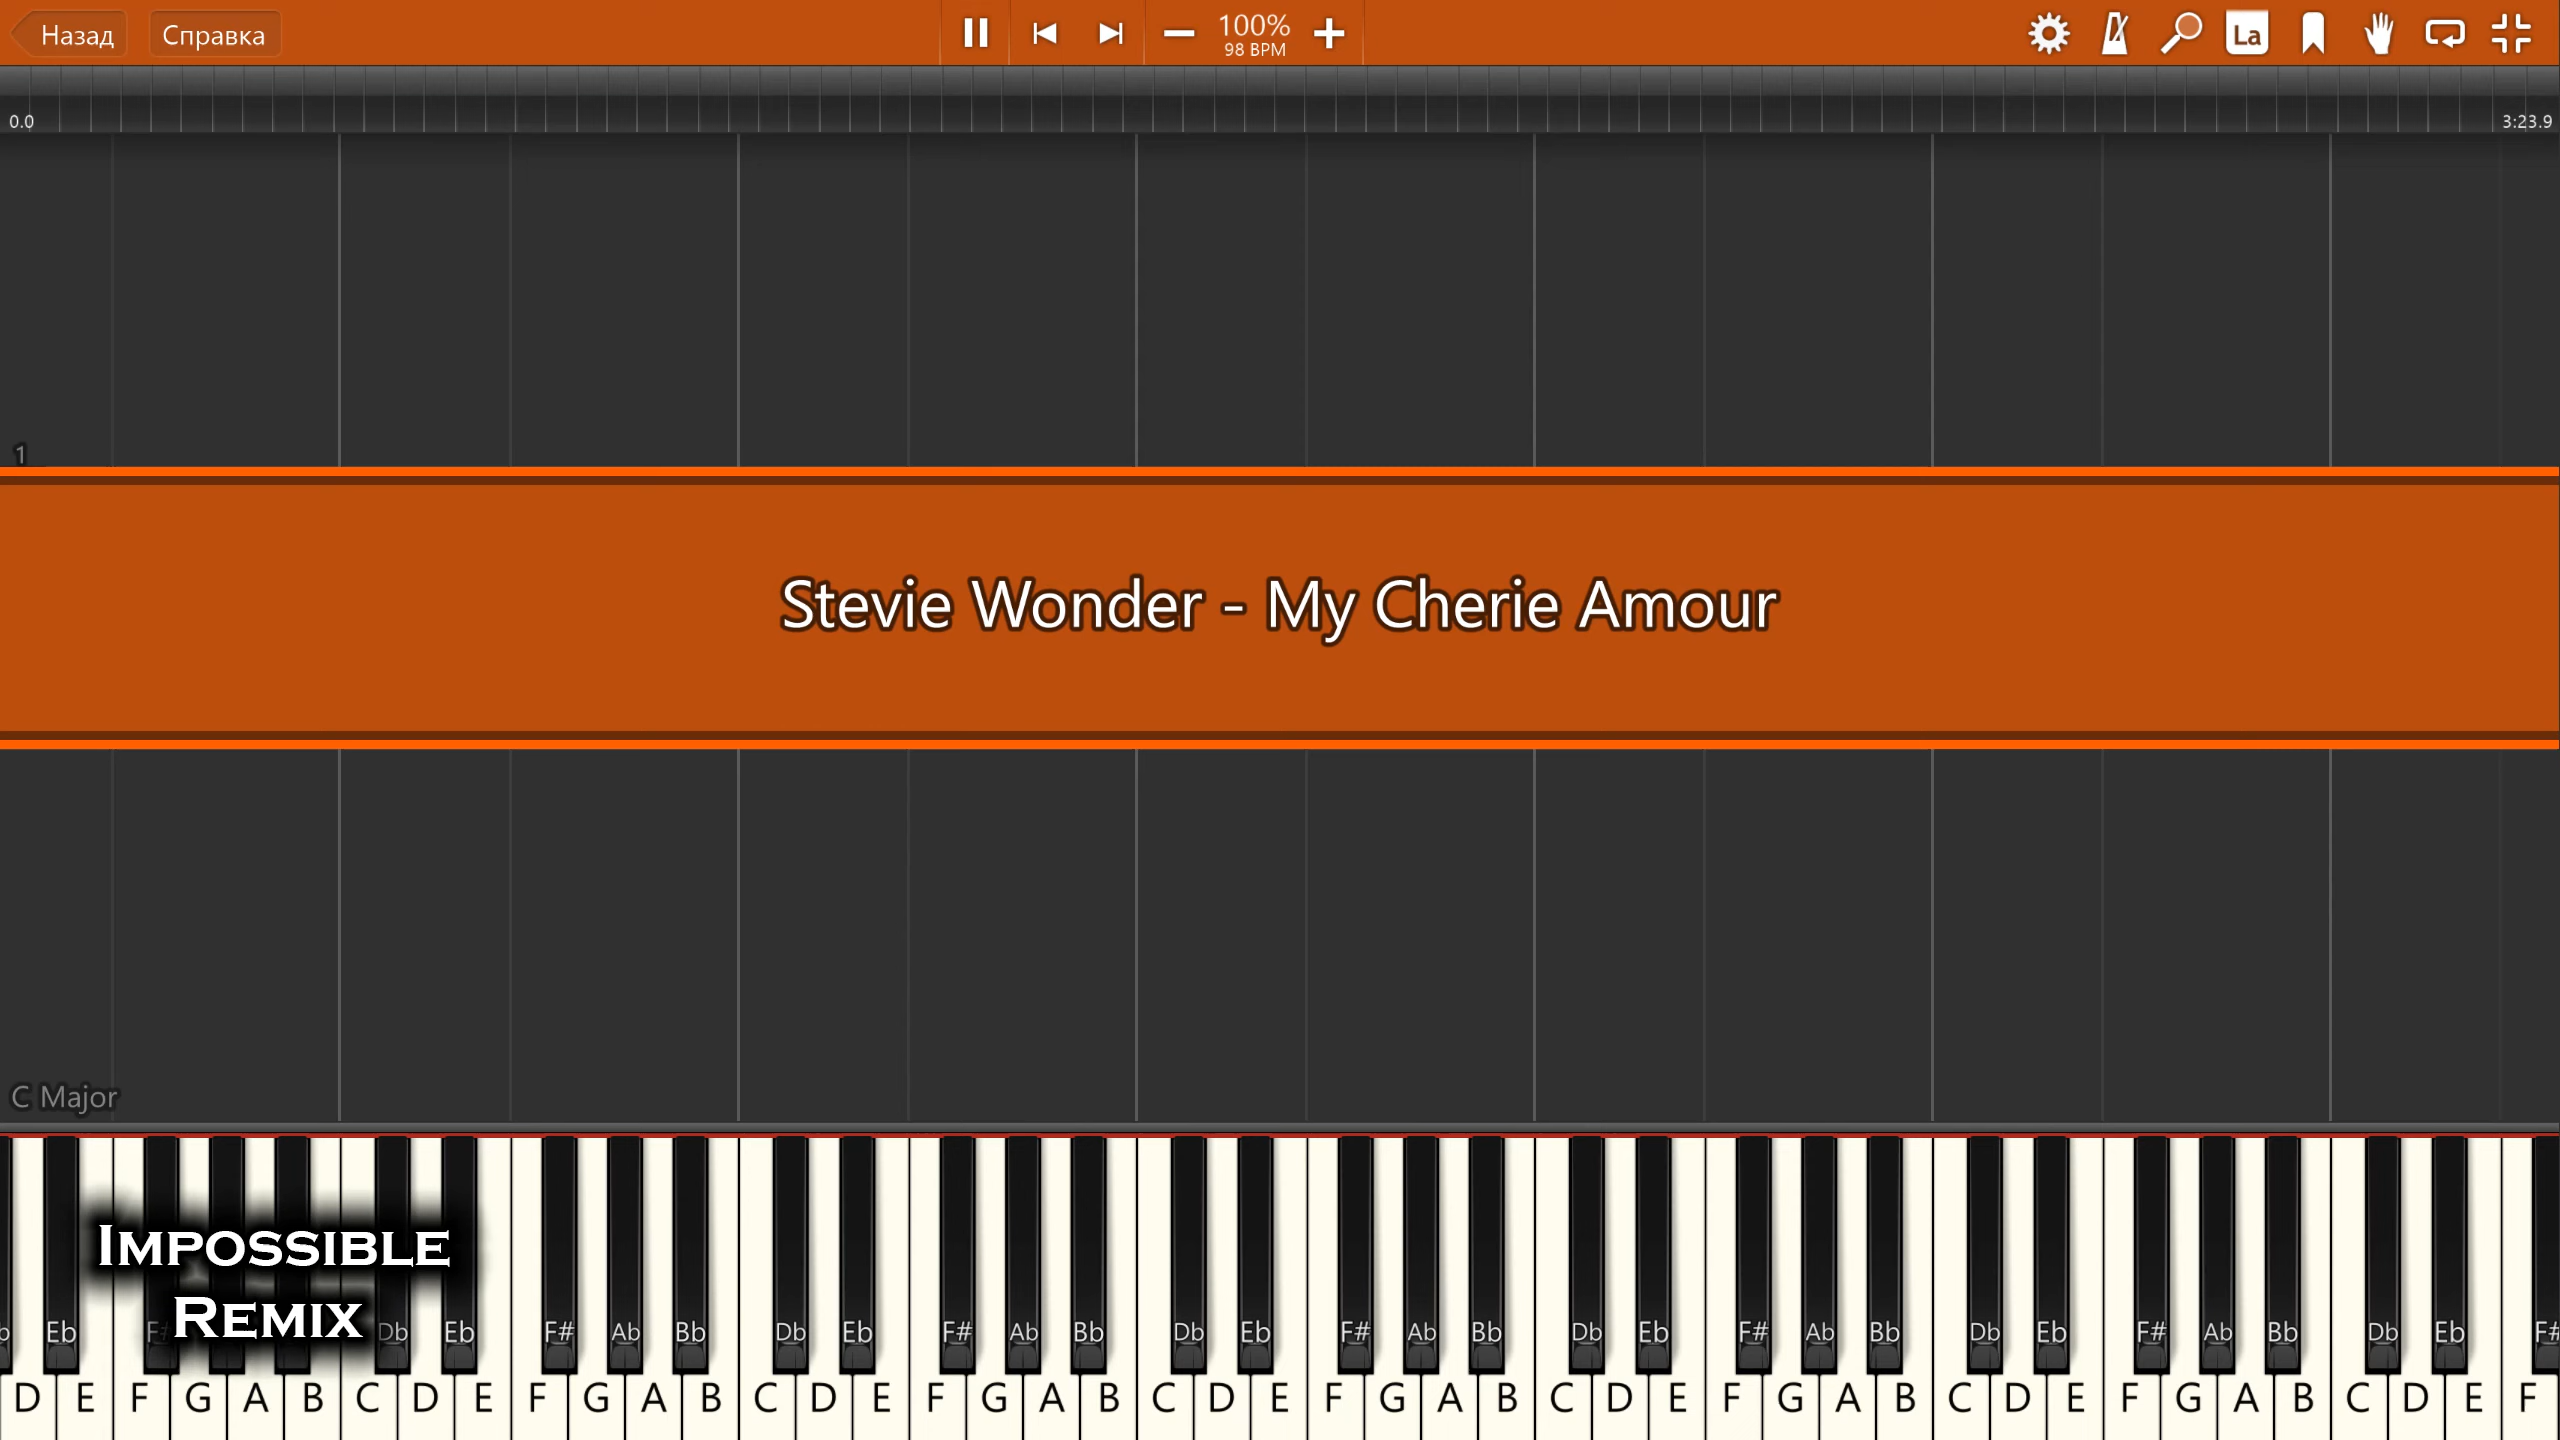 Назад Справка 100% La
98 BPM
0.0 3:23.9
1
Stevie Wonder - My Cherie Amour
C Major
Impossible
Remix
Eb Db Eb F# Ab Bb Db Eb F# Ab Bb Db Eb F# Ab Bb Db Eb F# Ab Bb Db Eb F# Ab Bb Db Eb F#
D E F G A B C D E F G A B C D E F G A B C D E F G A B C D E F G A B C D E F G A B C D E F